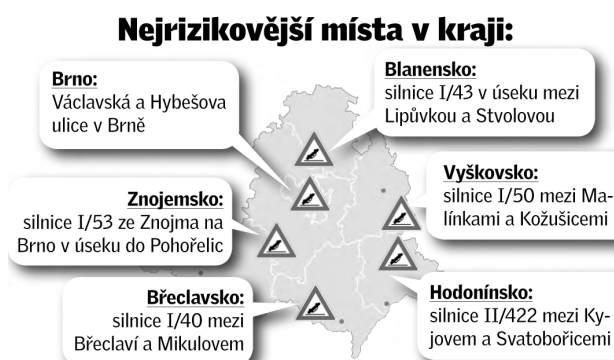 Nejrizikovější místa v kraji:
Brno:
Václavská a Hybešova
ulice v Brně
Blanensko:
silnice I/43 v úseku mezi
Lipůvkou a Stvolovou
Znojemsko:
silnice I/53 ze Znojma na
Brno v úseku do Pohořelic
Vyškovsko:
silnice I/50 mezi Ma-
línkami a Kožušicemi
Břeclavsko:
silnice I/40 mezi
Břeclaví a Mikulovem
Hodonínsko:
silnice II/422 mezi Ky-
jovem a Svatobořicemi